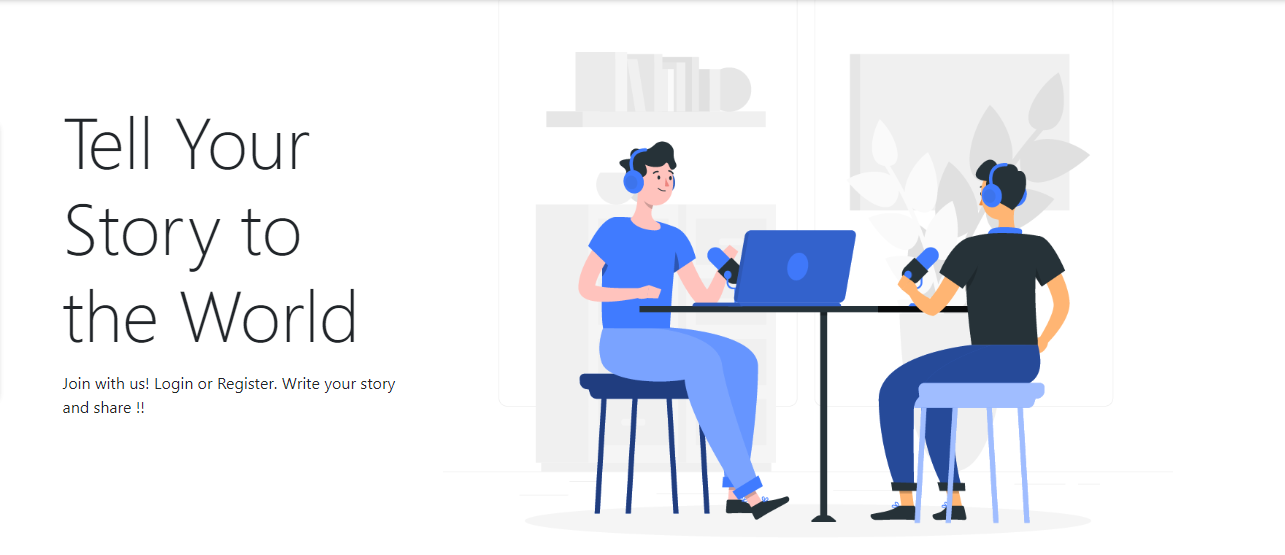 Tell Your
Story to
the World
Join with us! Login or Register. Write your story
and share !!